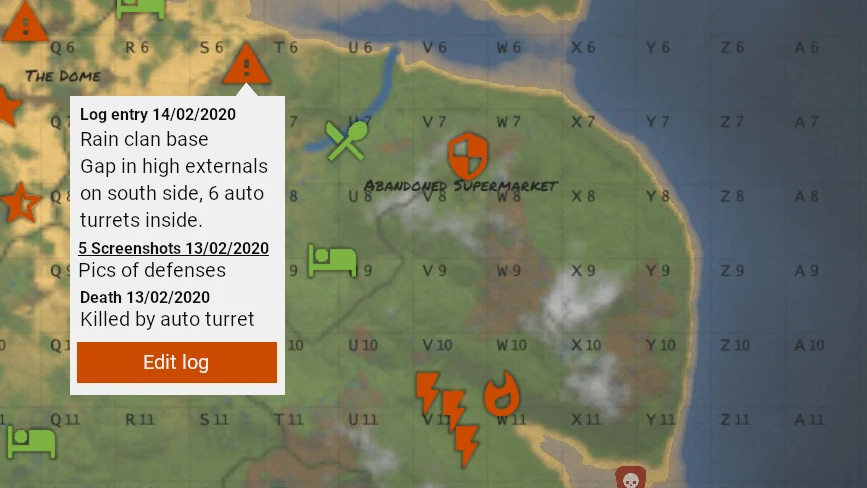 Q 6 R 6 S 6 T 6 U 6 V 6 W 6 X 6 Y 6 Z 6 A 6
The Dome
Log entry 14/02/2020
Rain clan base
Gap in high externals
on south side, 6 auto
turrets inside.
5 Screenshots 13/02/2020
Pics of defenses
Death 13/02/2020
Killed by auto turret
Edit log
V 7 W 7 X 7 Y 7 Z 7 A 7
Abandoned Supermarket
U 8 V 8 W 8 X 8 Y 8 Z 8 A 8
V 9 W 9 X 9 Y 9 Z 9 A 9
U 10 V 10 W 10 X 10 Y 10 Z 10 A 10
Q 11 R 11 S 11 T 11 U 11 V 11 W 11 X 11 Y 11 Z 11 A 11